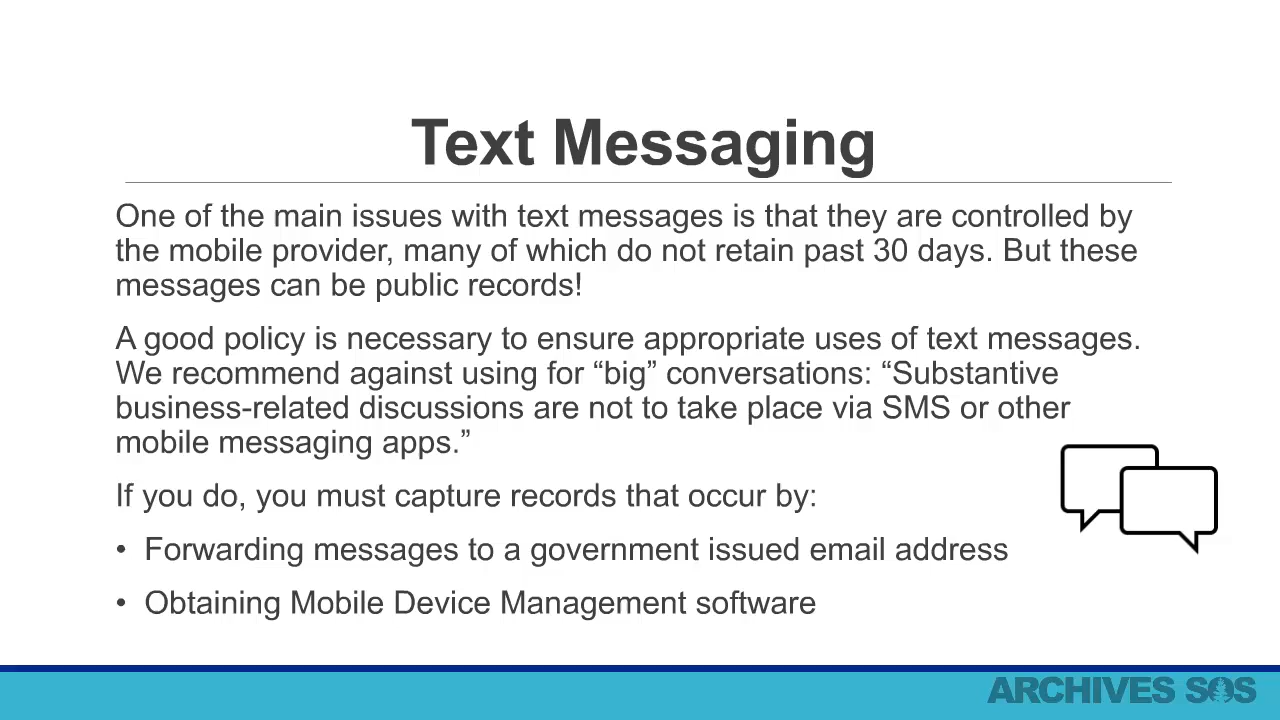 Text Messaging
One of the main issues with text messages is that they are controlled by
the mobile provider, many of which do not retain past 30 days. But these
messages can be public records!
A good policy is necessary to ensure appropriate uses of text messages.
We recommend against using for “big” conversations: “Substantive
business-related discussions are not to take place via SMS or other
mobile messaging apps.”
If you do, you must capture records that occur by:
• Forwarding messages to a government issued email address
• Obtaining Mobile Device Management software
ARCHIVES SOS